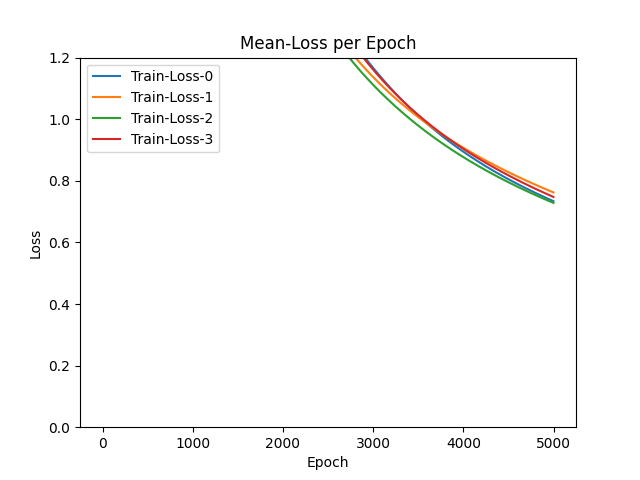 Mean-Loss per Epoch
Train-Loss-0
Train-Loss-1
Train-Loss-2
Train-Loss-3
1.2
1.0
0.8
0.6
0.4
0.2
0.0
Loss
0 1000 2000 3000 4000 5000
Epoch